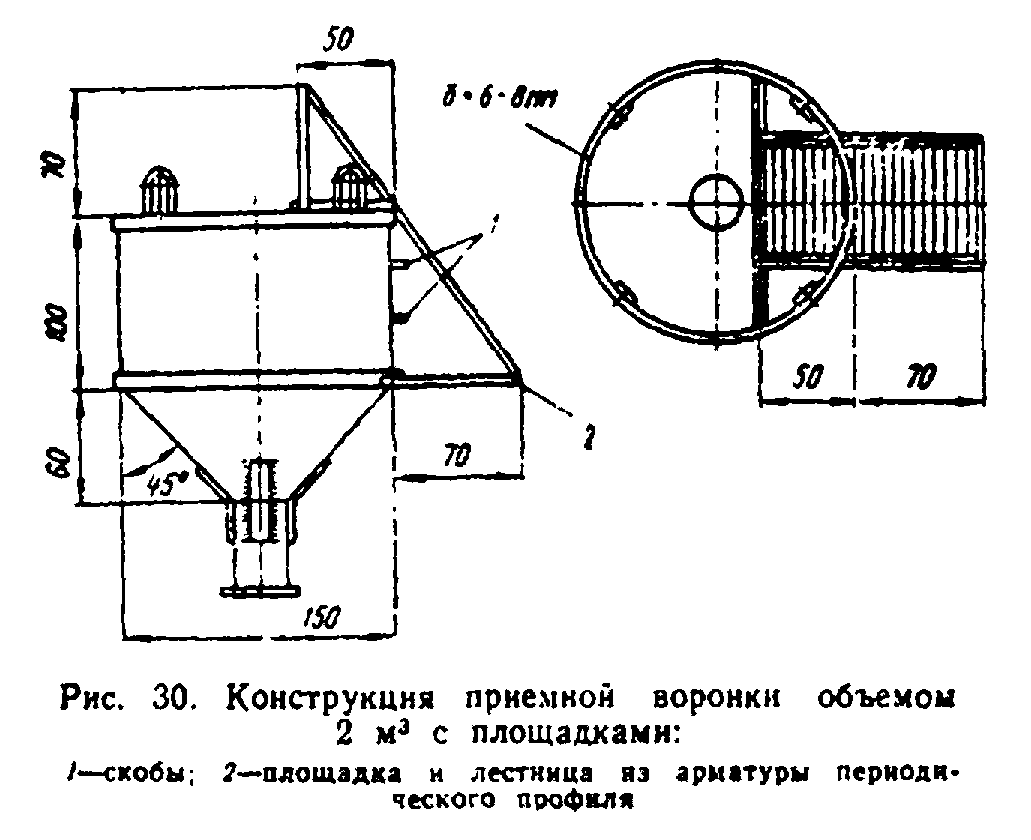 50
б=6-8мм
70
1
100
50
70
2
60
45°
70
150
Рис. 30. Конструкция приемной воронки объемом
2 м³ с площадками:
1—скобы; 2—площадка и лестница из арматуры периоди-
ческого профиля